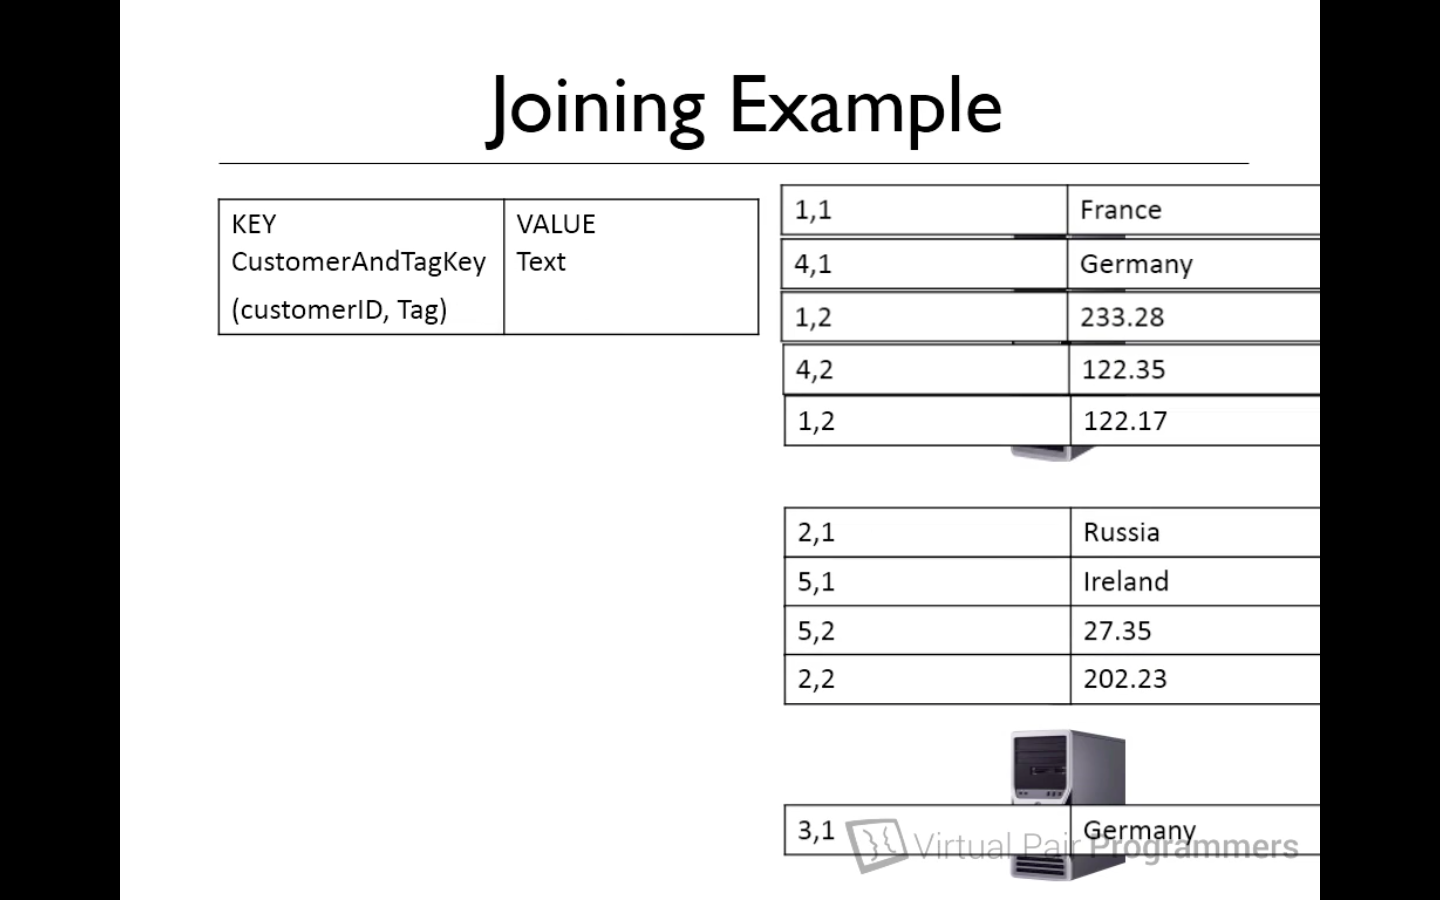 Joining Example
KEY VALUE
CustomerAndTagKey Text
(customerID, Tag)
1,1 France
4,1 Germany
1,2 233.28
4,2 122.35
1,2 122.17
2,1 Russia
5,1 Ireland
5,2 27.35
2,2 202.23
3,1 Germany
Virtual Pair Programmers